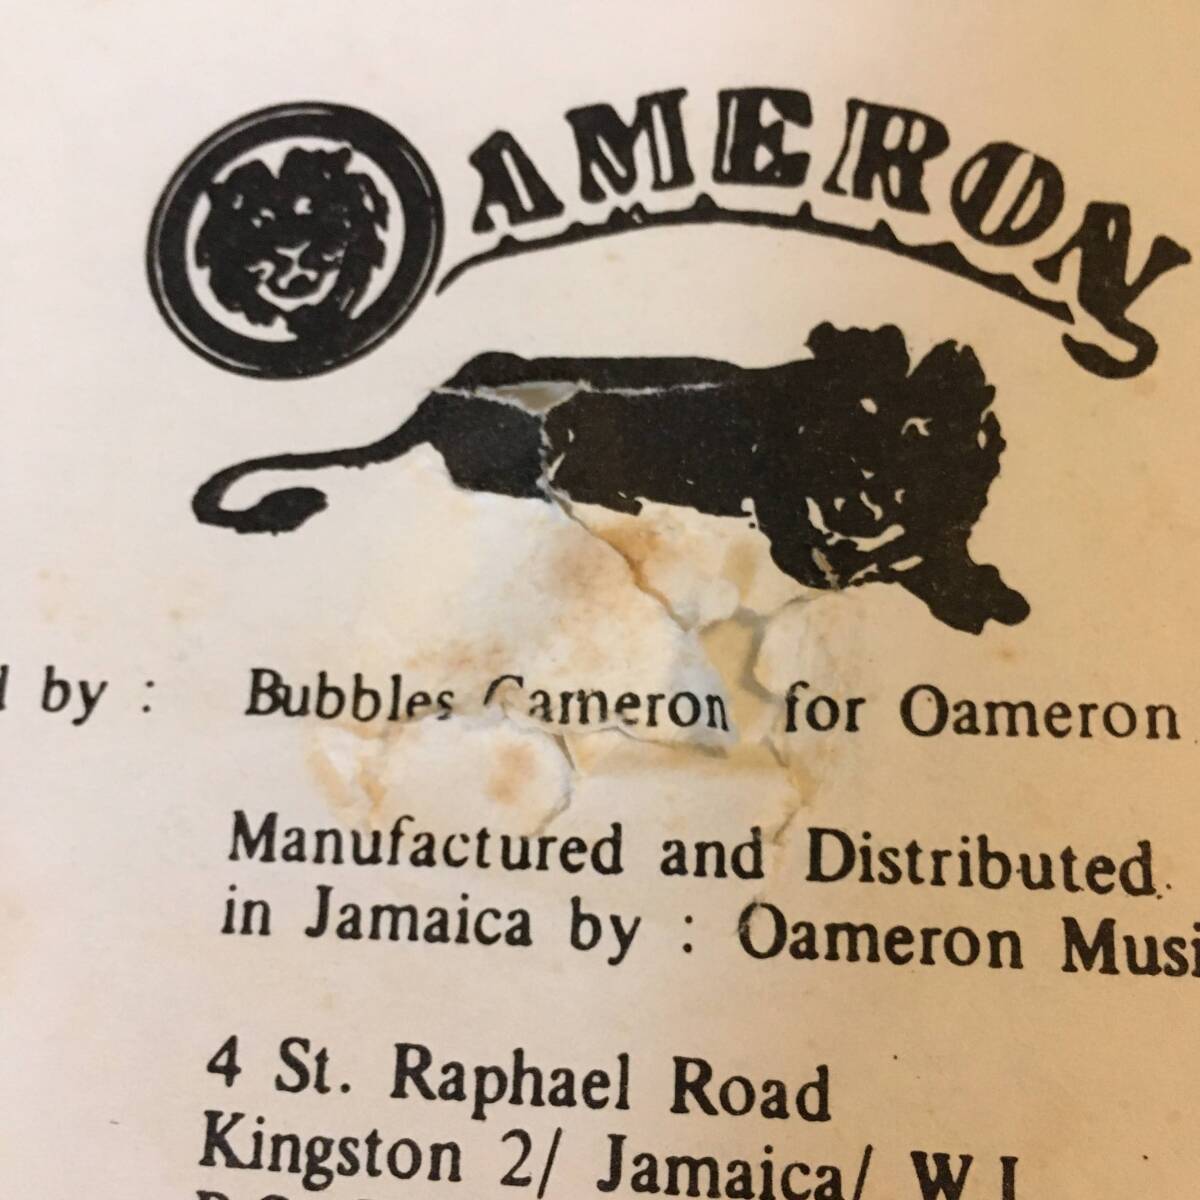 OAMERON
by : Bubbles Cameron for Oameron
Manufactured and Distributed.
in Jamaica by : Oameron Musi
4 St. Raphael Road
Kingston 2/ Jamaica/ W I